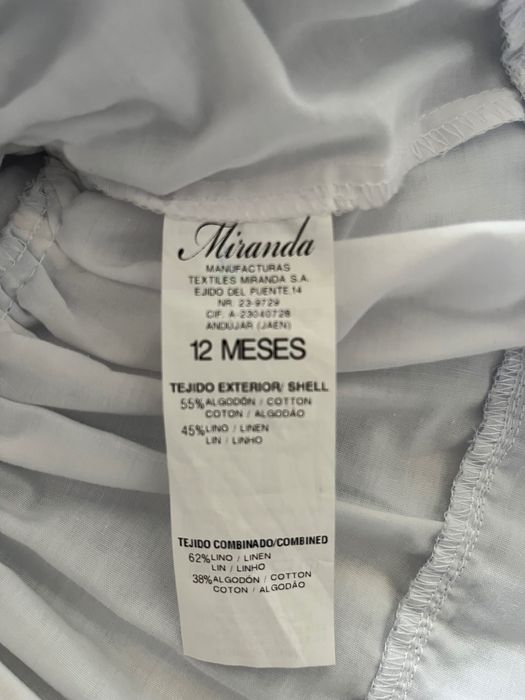 Miranda
MANUFACTURAS
TEXTILES MIRANDA S.A.
EJIDO DEL PUENTE,14
NR. 23-9729
CIF. A-23040728
ANDUJAR (JAEN)
12 MESES
TEJIDO EXTERIOR/ SHELL
55%ALGODÓN / COTTON
COTON / ALGODÃO
45%LINO / LINEN
LIN / LINHO
TEJIDO COMBINADO/COMBINED
62%LINO / LINEN
LIN / LINHO
38%ALGODÓN / COTTON
COTON / ALGODÃO